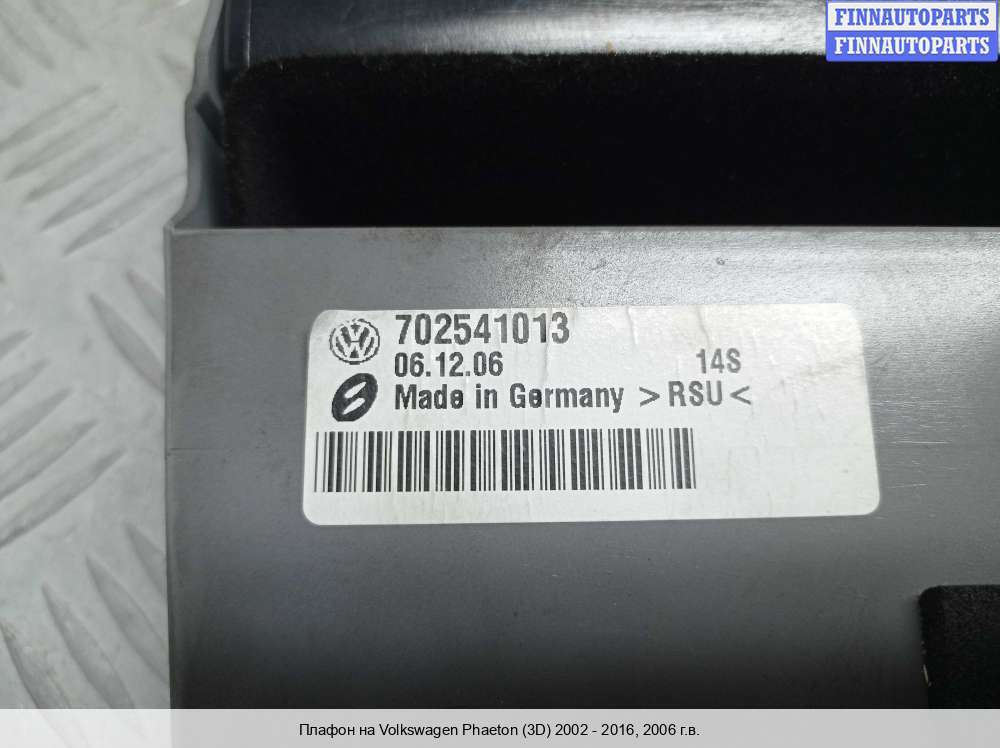 FINNAUTOPARTS
FINNAUTOPARTS
702541013
06.12.06 14S
Made in Germany >RSU<
Плафон на Volkswagen Phaeton (3D) 2002 - 2016, 2006 г.в.